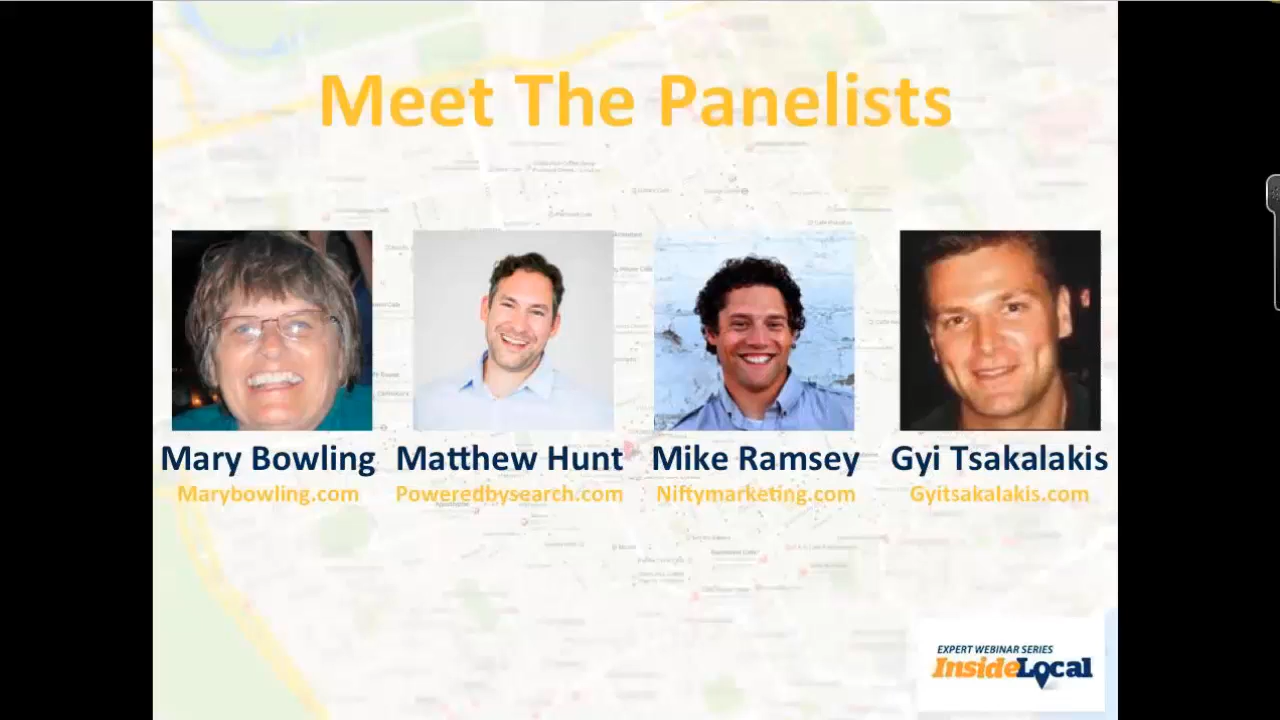 Meet The Panelists
Mary Bowling Matthew Hunt Mike Ramsey Gyi Tsakalakis
Marybowling.com Poweredbysearch.com Niftymarketing.com Gyitsakalakis.com
EXPERT WEBINAR SERIES
InsideLocal